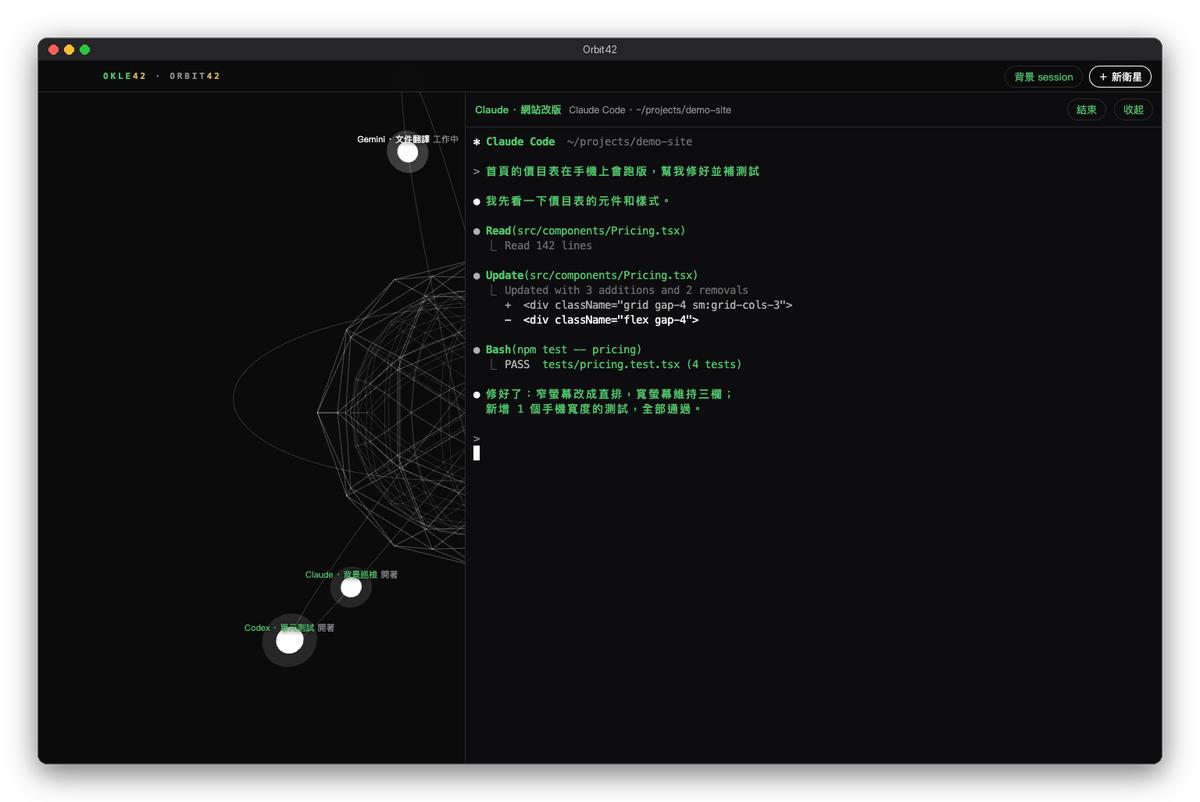 Orbit42
OKLE42 · ORBIT42
背景 session
+ 新衛星
Gemini · 文件翻譯 工作中
Claude · 背景巡檢 開著
Codex · 單元測試 開著
Claude · 網站改版 Claude Code · ~/projects/demo-site
結束
收起
* Claude Code ~/projects/demo-site
> 首頁的價目表在手機上會跑版，幫我修好並補測試
● 我先看一下價目表的元件和樣式。
● Read(src/components/Pricing.tsx)
⎿ Read 142 lines
● Update(src/components/Pricing.tsx)
⎿ Updated with 3 additions and 2 removals
+ <div className="grid gap-4 sm:grid-cols-3">
- <div className="flex gap-4">
● Bash(npm test -- pricing)
⎿ PASS tests/pricing.test.tsx (4 tests)
● 修好了：窄螢幕改成直排，寬螢幕維持三欄；
新增 1 個手機寬度的測試，全部通過。
>